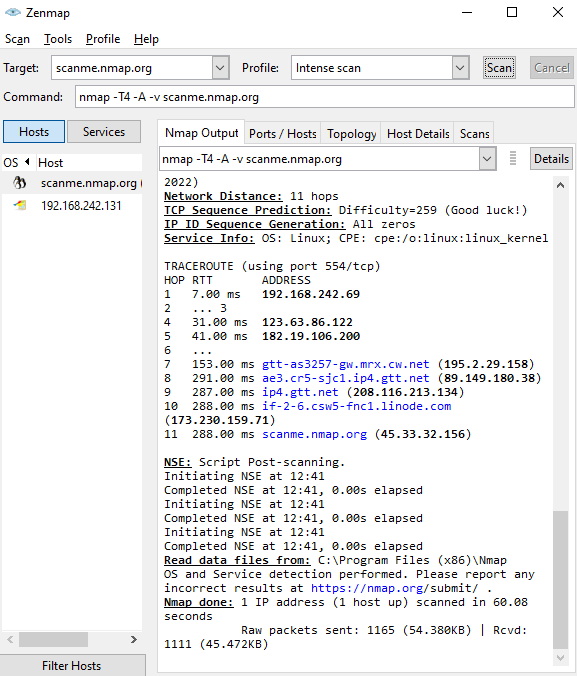 Zenmap
Scan Tools Profile Help
Target: scanme.nmap.org Profile: Intense scan Scan Cancel
Command: nmap -T4 -A -v scanme.nmap.org
Hosts Services
OS Host
scanme.nmap.org (
192.168.242.131
Filter Hosts
Nmap Output Ports / Hosts Topology Host Details Scans
nmap -T4 -A -v scanme.nmap.org Details
2022)
Network Distance: 11 hops
TCP Sequence Prediction: Difficulty=259 (Good luck!)
IP ID Sequence Generation: All zeros
Service Info: OS: Linux; CPE: cpe:/o:linux:linux_kernel
TRACEROUTE (using port 554/tcp)
HOP RTT ADDRESS
1 7.00 ms 192.168.242.69
2 ... 3
4 31.00 ms 123.63.86.122
5 41.00 ms 182.19.106.200
6 ...
7 153.00 ms gtt-as3257-gw.mrx.cw.net (195.2.29.158)
8 291.00 ms ae3.cr5-sjc1.ip4.gtt.net (89.149.180.38)
9 287.00 ms ip4.gtt.net (208.116.213.134)
10 288.00 ms if-2-6.csw5-fnc1.linode.com
(173.230.159.71)
11 288.00 ms scanme.nmap.org (45.33.32.156)
NSE: Script Post-scanning.
Initiating NSE at 12:41
Completed NSE at 12:41, 0.00s elapsed
Initiating NSE at 12:41
Completed NSE at 12:41, 0.00s elapsed
Initiating NSE at 12:41
Completed NSE at 12:41, 0.00s elapsed
Read data files from: C:\Program Files (x86)\Nmap
OS and Service detection performed. Please report any
incorrect results at https://nmap.org/submit/ .
Nmap done: 1 IP address (1 host up) scanned in 60.08
seconds
Raw packets sent: 1165 (54.380KB) | Rcvd:
1111 (45.472KB)